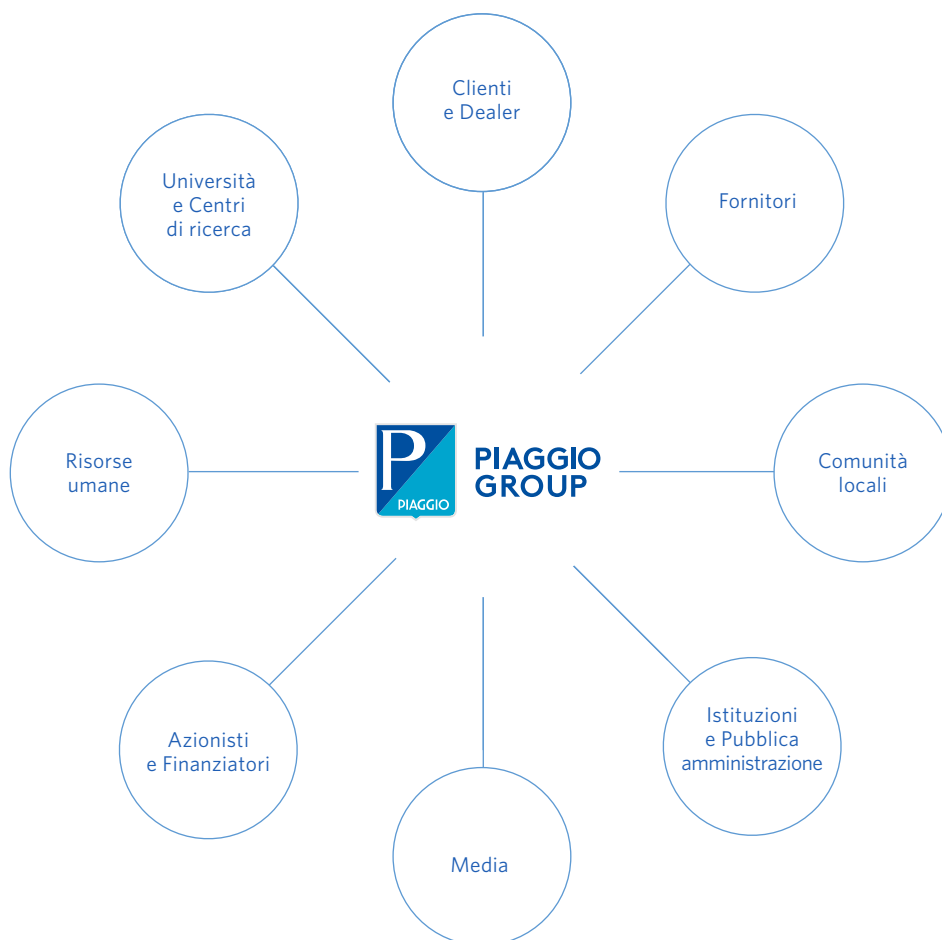 Clienti
e Dealer
Università
e Centri
di ricerca
Fornitori
Risorse
umane
P
PIAGGIO
PIAGGIO
GROUP
Comunità
locali
Azionisti
e Finanziatori
Istituzioni
e Pubblica
amministrazione
Media